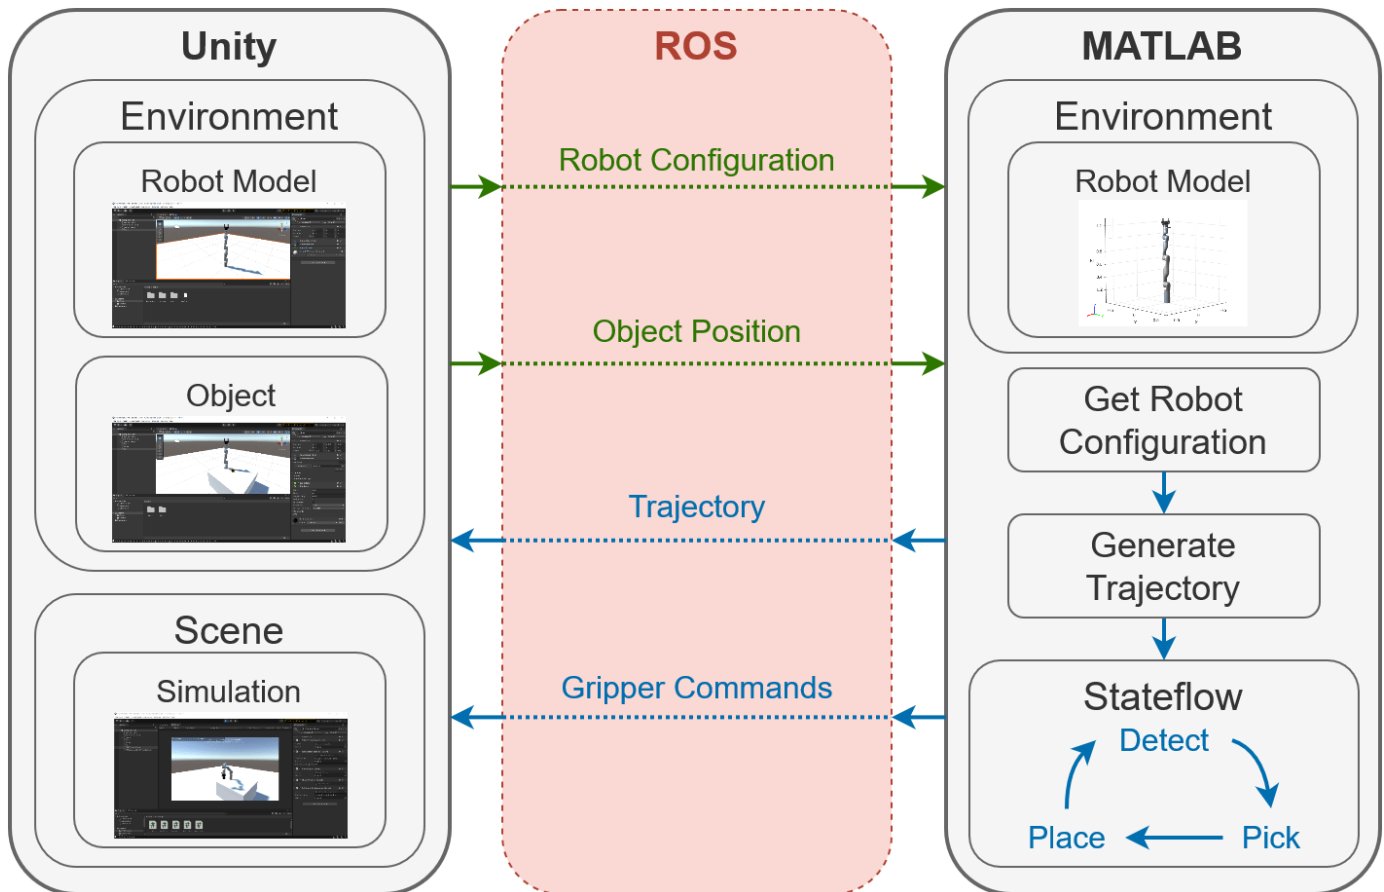 Unity
Environment
Robot Model
Object
Scene
Simulation
ROS
Robot Configuration
Object Position
Trajectory
Gripper Commands
MATLAB
Environment
Robot Model
Get Robot
Configuration
Generate
Trajectory
Stateflow
Detect
Place
Pick